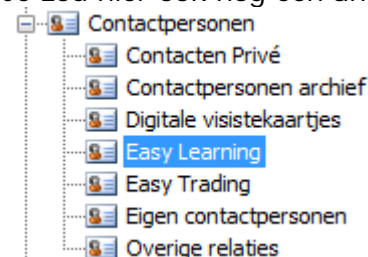 Contactpersonen
Contacten Privé
Contactpersonen archief
Digitale visistekaartjes
Easy Learning
Easy Trading
Eigen contactpersonen
Overige relaties